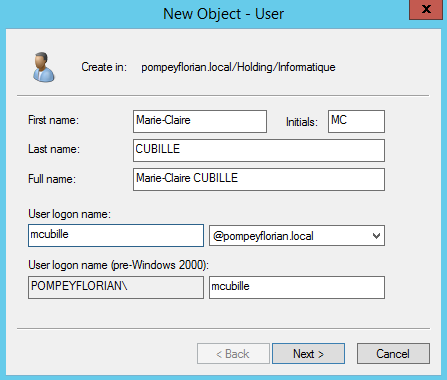 New Object - User
x
Create in: pompeyflorian.local/Holding/Informatique
First name: Marie-Claire Initials: MC
Last name: CUBILLE
Full name: Marie-Claire CUBILLE
User logon name:
mcubille @pompeyflorian.local
User logon name (pre-Windows 2000):
POMPEYFLORIAN\ mcubille
< Back Next > Cancel